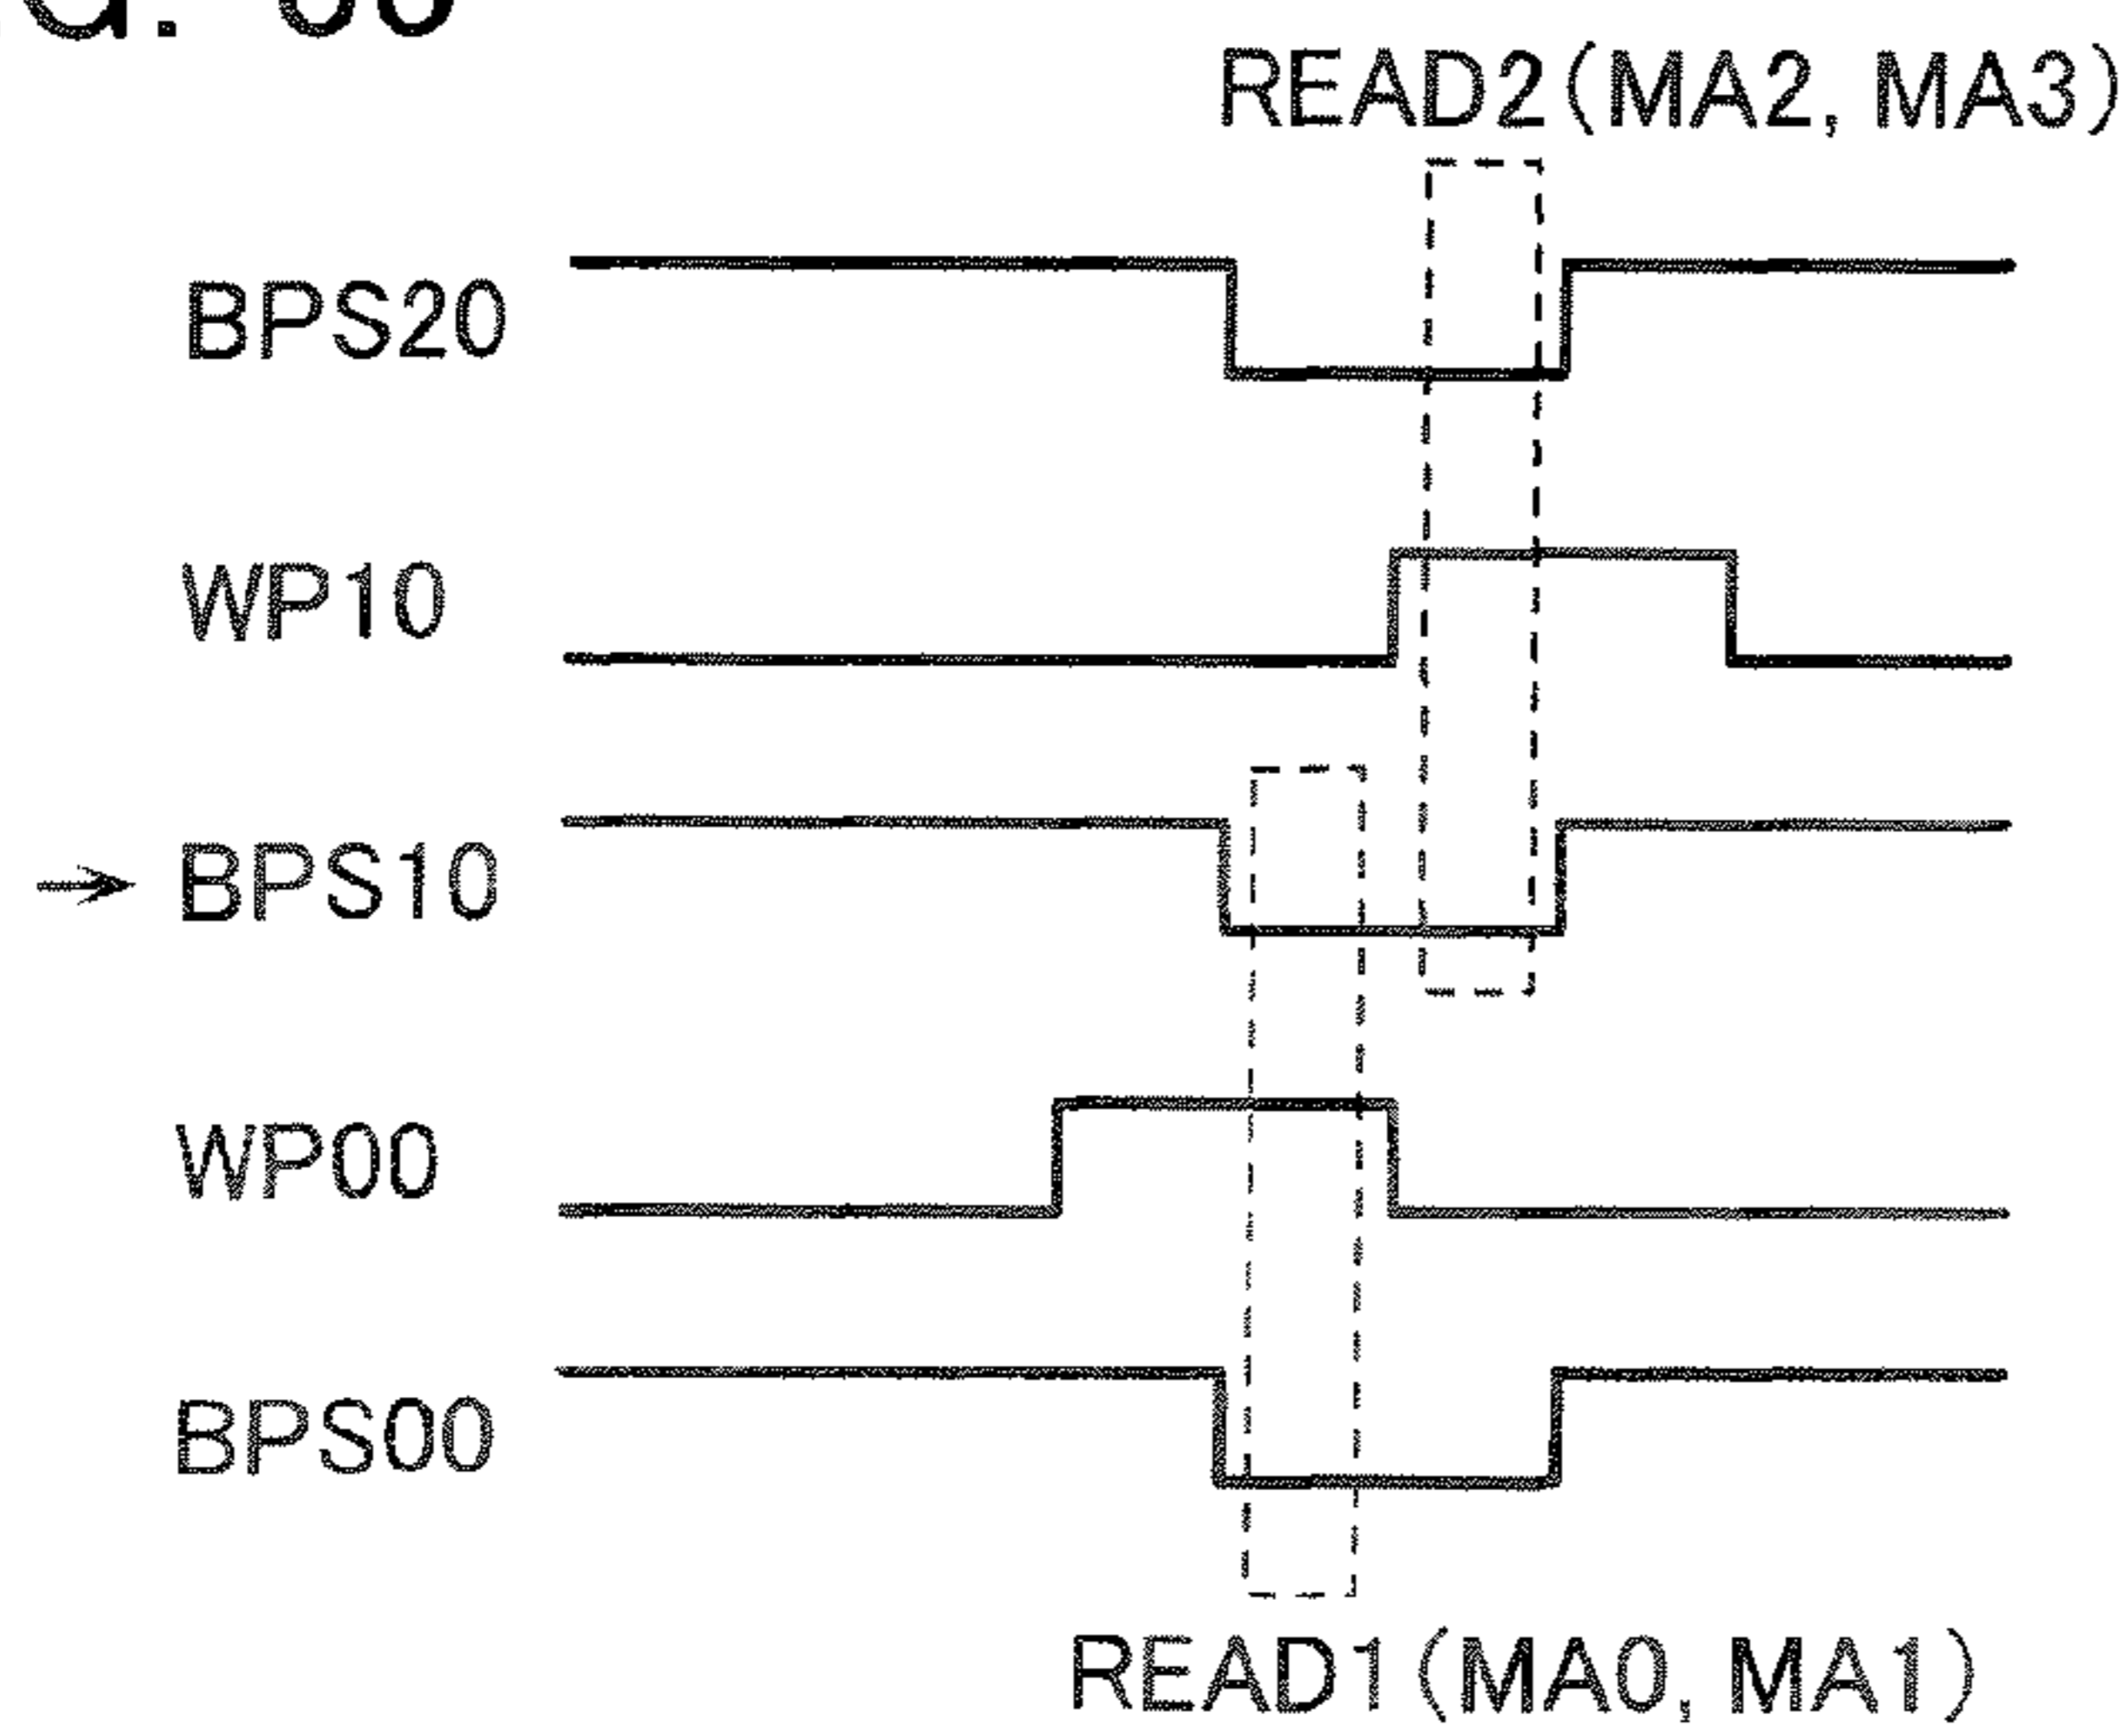 READ2(MA2, MA3)
BPS20
WP10
→ BPS10
WP00
BPS00
READ1(MA0, MA1)